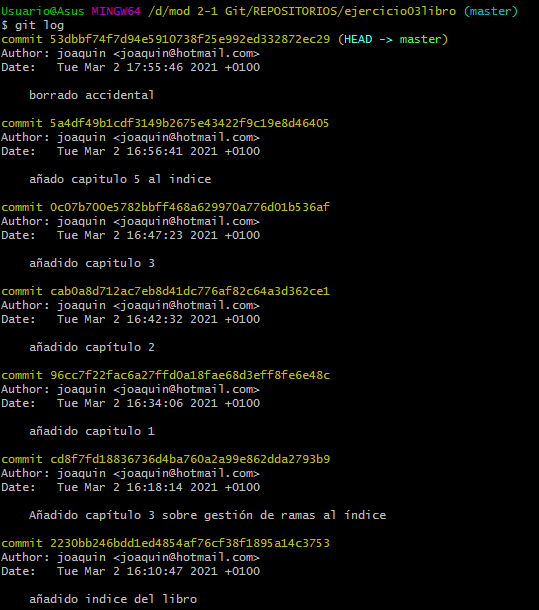 Usuario@Asus MINGW64 /d/mod 2-1 Git/REPOSITORIOS/ejercicio03libro (master)
$ git log
commit 53dbbf74f7d94e5910738f25e992ed332872ec29 (HEAD -> master)
Author: joaquin <joaquin@hotmail.com>
Date:   Tue Mar 2 17:55:46 2021 +0100
borrado accidental
commit 5a4df49b1cdf3149b2675e43422f9c19e8d46405
Author: joaquin <joaquin@hotmail.com>
Date:   Tue Mar 2 16:56:41 2021 +0100
añado capitulo 5 al indice
commit 0c07b700e5782bbff468a629970a776d01b536af
Author: joaquin <joaquin@hotmail.com>
Date:   Tue Mar 2 16:47:23 2021 +0100
añadido capitulo 3
commit cab0a8d712ac7eb8d41dc776af82c64a3d362ce1
Author: joaquin <joaquin@hotmail.com>
Date:   Tue Mar 2 16:42:32 2021 +0100
añadido capítulo 2
commit 96cc7f22fac6a27ffd0a18fae68d3eff8fe6e48c
Author: joaquin <joaquin@hotmail.com>
Date:   Tue Mar 2 16:34:06 2021 +0100
añadido capitulo 1
commit cd8f7fd18836736d4ba760a2a99e862dda2793b9
Author: joaquin <joaquin@hotmail.com>
Date:   Tue Mar 2 16:18:14 2021 +0100
Añadido capítulo 3 sobre gestión de ramas al índice
commit 2230bb246bdd1ed4854af76cf38f1895a14c3753
Author: joaquin <joaquin@hotmail.com>
Date:   Tue Mar 2 16:10:47 2021 +0100
añadido indice del libro